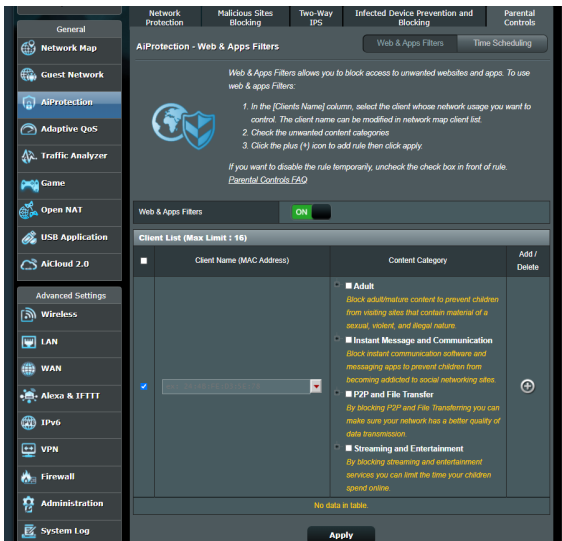 General
Network Map
Guest Network
AiProtection
Adaptive QoS
Traffic Analyzer
Game
Open NAT
USB Application
AiCloud 2.0
Advanced Settings
Wireless
LAN
WAN
Alexa & IFTTT
IPv6
VPN
Firewall
Administration
System Log
Network
Protection
Malicious Sites
Blocking
Two-Way
IPS
Infected Device Prevention and
Blocking
Parental
Controls
AiProtection - Web & Apps Filters
Web & Apps Filters
Time Scheduling
Web & Apps Filters allows you to block access to unwanted websites and apps. To use
web & apps Filters:
1. In the [Clients Name] column, select the client whose network usage you want to
control. The client name can be modified in network map client list.
2. Check the unwanted content categories
3. Click the plus (+) icon to add rule then click apply.
If you want to disable the rule temporarily, uncheck the check box in front of rule.
Parental Controls FAQ
Web & Apps Filters
ON
Client List (Max Limit : 16)
Client Name (MAC Address)
Content Category
Add /
Delete
Adult
Block adult/mature content to prevent children
from visiting sites that contain material of a
sexual, violent, and illegal nature.
Instant Message and Communication
Block instant communication software and
messaging apps to prevent children from
becoming addicted to social networking sites.
P2P and File Transfer
By blocking P2P and File Transferring you can
make sure your network has a better quality of
data transmission.
Streaming and Entertainment
By blocking streaming and entertainment
services you can limit the time your children
spend online.
No data in table.
Apply